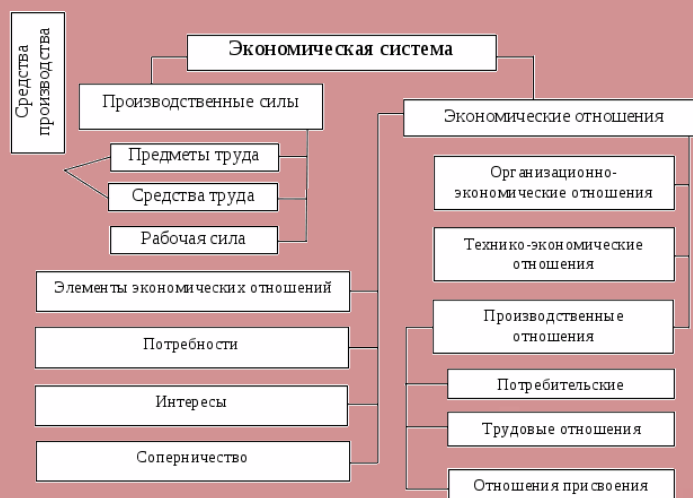 Средства
производства
Экономическая система
Производственные силы
Предметы труда
Средства труда
Рабочая сила
Экономические отношения
Организационно-
экономические отношения
Технико-экономические
отношения
Производственные
отношения
Потребительские
Трудовые отношения
Отношения присвоения
Элементы экономических отношений
Потребности
Интересы
Соперничество